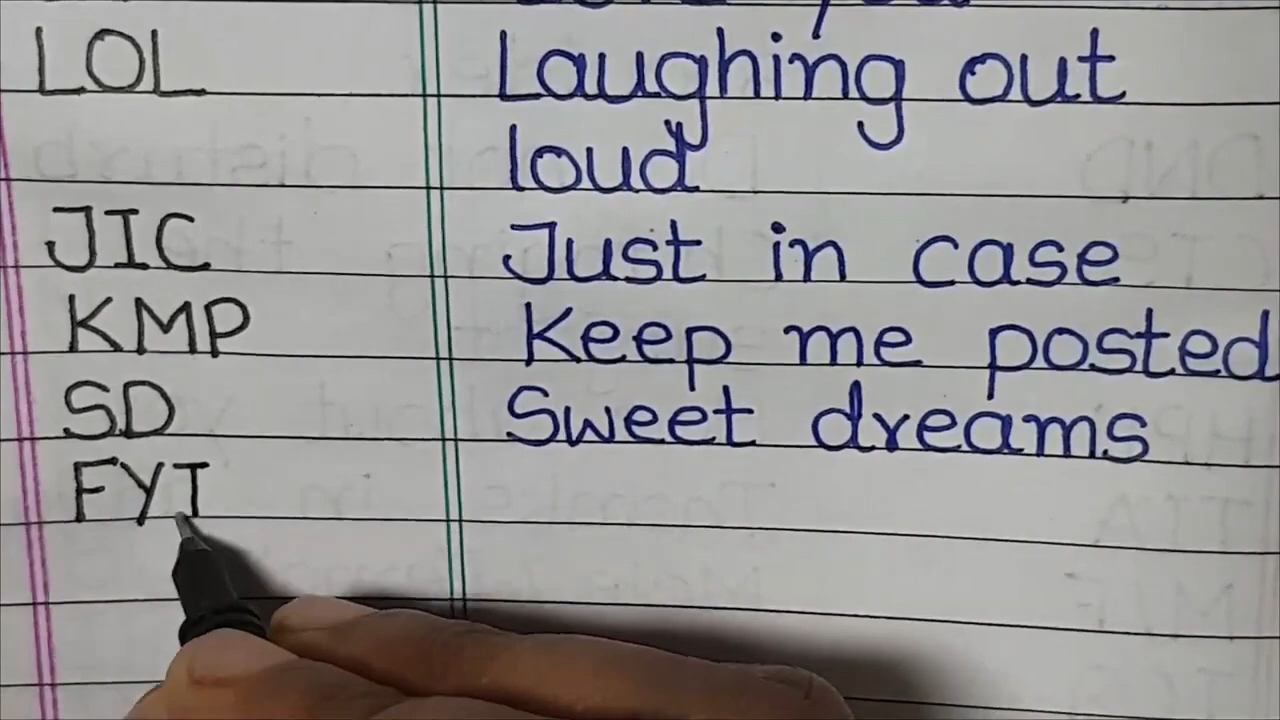 LOL Laughing out
loud
JIC Just in case
KMP Keep me posted
SD Sweet dreams
FYI